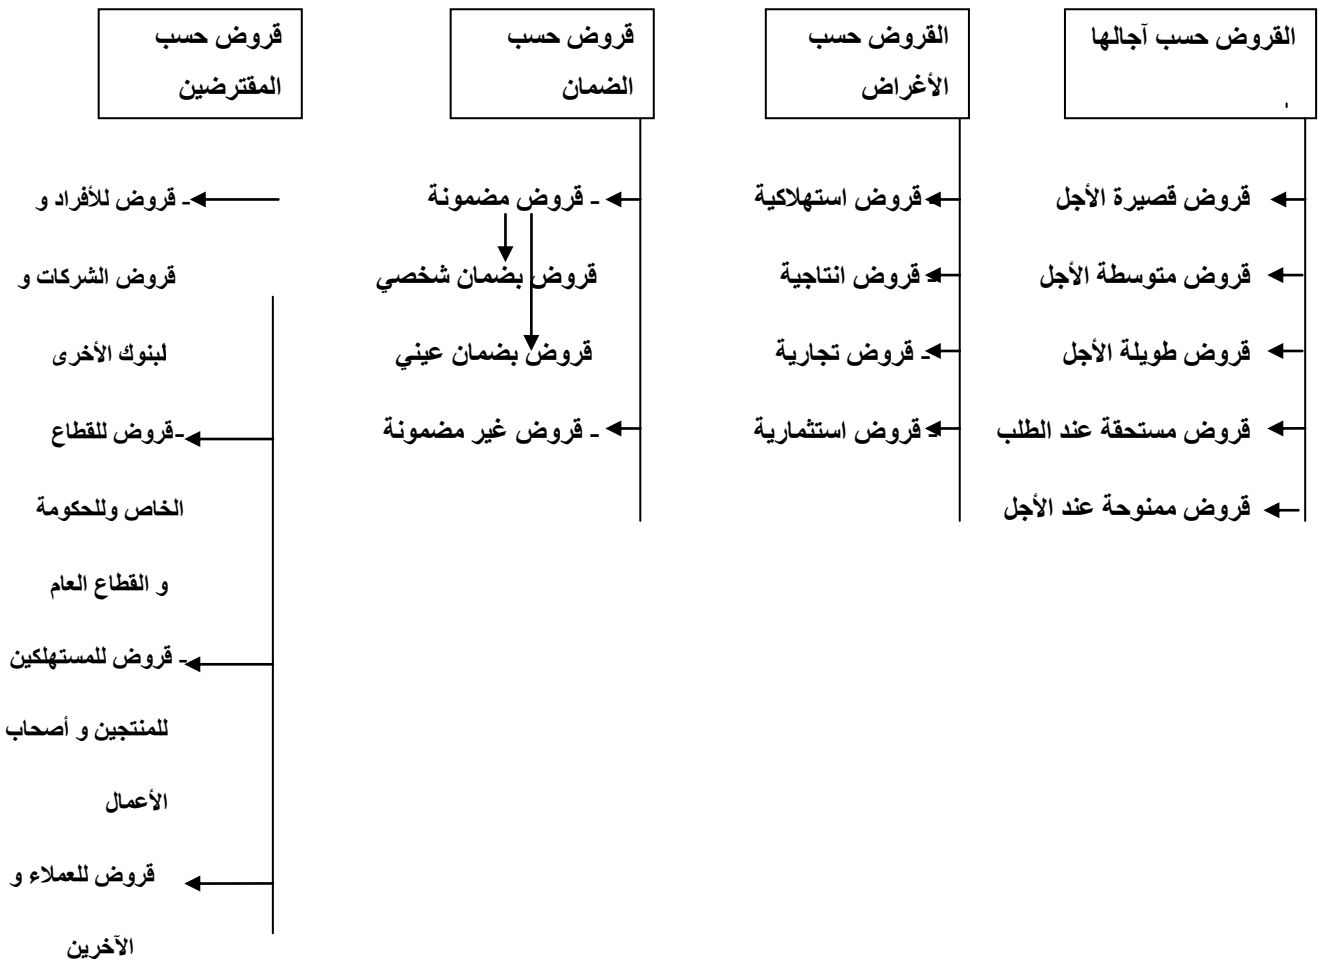 القروض حسب آجالها
القروض حسب
الأغراض
قروض حسب
الضمان
قروض حسب
المقترضين
قروض قصيرة الأجل
قروض متوسطة الأجل
قروض طويلة الأجل
قروض مستحقة عند الطلب
قروض ممنوحة عند الأجل
- قروض استهلاكية
- قروض انتاجية
- قروض تجارية
- قروض استثمارية
- قروض مضمونة
قروض بضمان شخصي
قروض بضمان عيني
- قروض غير مضمونة
- قروض للأفراد و
قروض الشركات و
لبنوك الأخرى
-قروض للقطاع
الخاص وللحكومة
و القطاع العام
- قروض للمستهلكين
للمنتجين و أصحاب
الأعمال
قروض للعملاء و
الآخرين